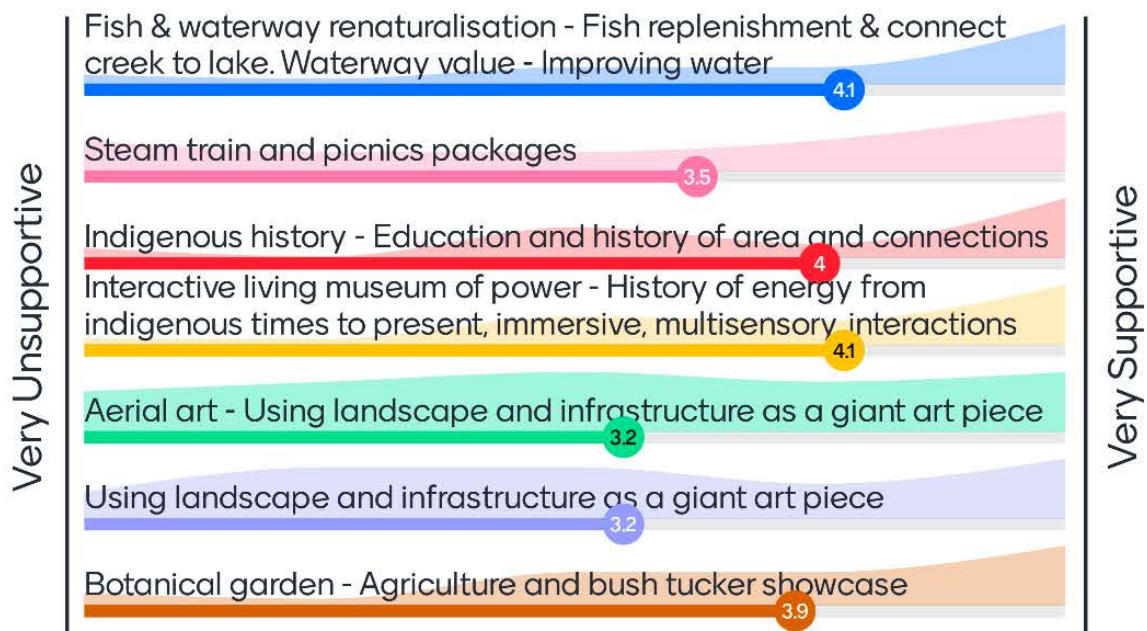 Very Unsupportive
Fish & waterway renaturalisation - Fish replenishment & connect
creek to lake. Waterway value - Improving water
4.1
Steam train and picnics packages
3.5
Indigenous history - Education and history of area and connections
4
Interactive living museum of power - History of energy from
indigenous times to present, immersive, multisensory interactions
4.1
Aerial art - Using landscape and infrastructure as a giant art piece
3.2
Using landscape and infrastructure as a giant art piece
3.2
Botanical garden - Agriculture and bush tucker showcase
3.9
Very Supportive